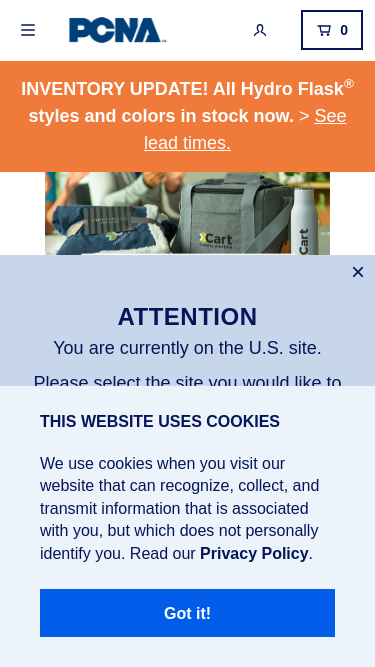 PCNA
0
INVENTORY UPDATE! All Hydro Flask®
styles and colors in stock now. > See
lead times.
Cart
Cart
ATTENTION
You are currently on the U.S. site.
Please select the site you would like to
THIS WEBSITE USES COOKIES
We use cookies when you visit our
website that can recognize, collect, and
transmit information that is associated
with you, but which does not personally
identify you. Read our Privacy Policy.
Got it!